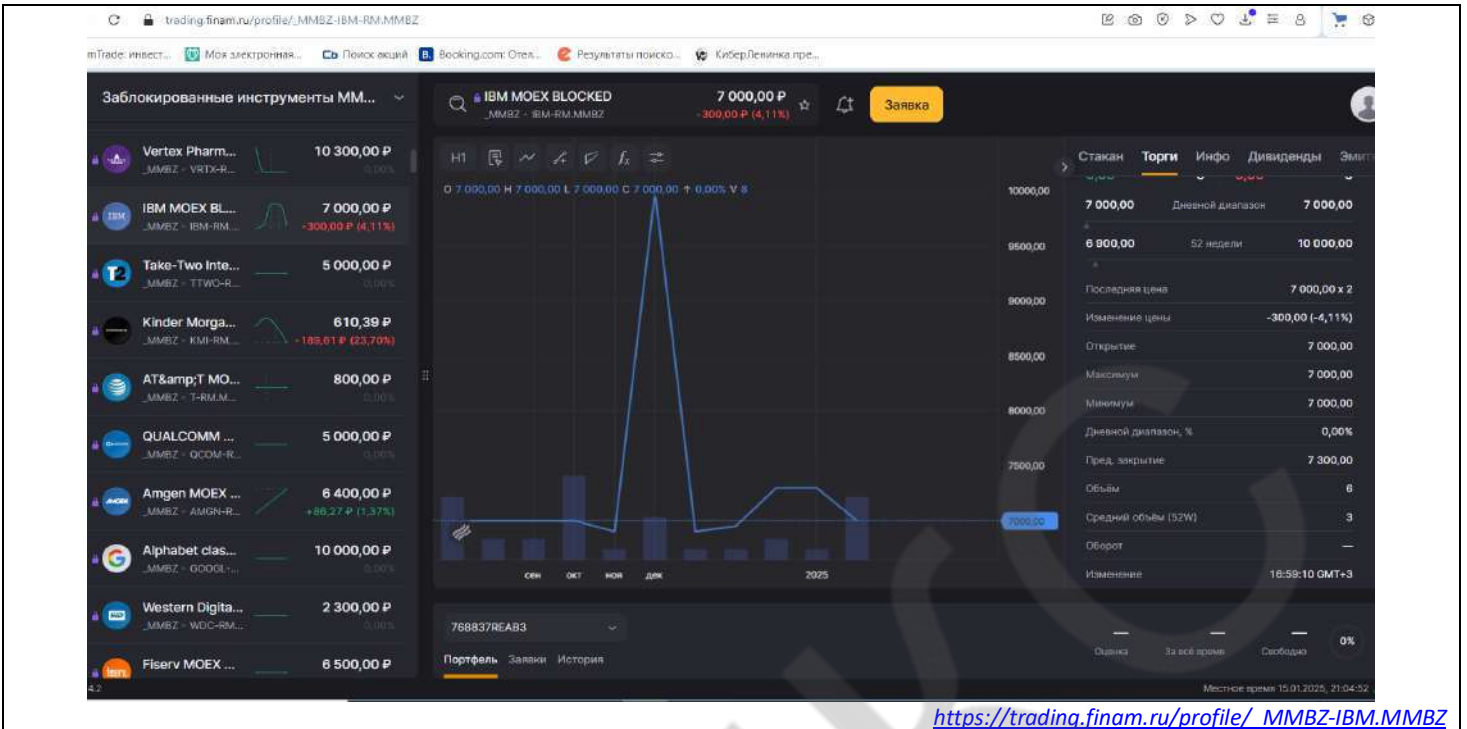 trading.finam.ru/profile/_MMBZ-IBM-RM.MMBZ
mTrade: инвест... Моя электронная... Поиск акций Booking.com: Отел... Результаты поиско... КиберЛенинка пре...
Заблокированные инструменты MM...
IBM MOEX BLOCKED 7 000,00 ₽
_MMBZ - IBM-RM.MMBZ -300,00 ₽ (4,11%)
Заявка
Vertex Pharm... 10 300,00 ₽
_MMBZ - VRTX-R... 0,00%
IBM MOEX BL... 7 000,00 ₽
_MMBZ - IBM-RM.... -300,00 ₽ (4,11%)
Take-Two Inte... 5 000,00 ₽
_MMBZ - TTWO-R... 0,00%
Kinder Morga... 610,39 ₽
_MMBZ - KMI-RM.... -189,61 ₽ (23,70%)
AT&amp;T MO... 800,00 ₽
_MMBZ - T-RM.M... 0,00%
QUALCOMM ... 5 000,00 ₽
_MMBZ - QCOM-R... 0,00%
Amgen MOEX ... 6 400,00 ₽
_MMBZ - AMGN-R... +86,27 ₽ (1,37%)
Alphabet clas... 10 000,00 ₽
_MMBZ - GOOGL-... 0,00%
Western Digita... 2 300,00 ₽
_MMBZ - WDC-RM.... 0,00%
Fiserv MOEX ... 6 500,00 ₽
4.2
H1
O 7 000,00 H 7 000,00 L 7 000,00 C 7 000,00 ↑ 0,00% V 8
10000,00
9500,00
9000,00
8500,00
8000,00
7500,00
7000,00
сен окт ноя дек 2025
768837REAB3
Портфель Заявки История
Стакан Торги Инфо Дивиденды Эмит
7 000,00 Дневной диапазон 7 000,00
6 900,00 52 недели 10 000,00
Последняя цена 7 000,00 x 2
Изменение цены -300,00 (-4,11%)
Открытие 7 000,00
Максимум 7 000,00
Минимум 7 000,00
Дневной диапазон, % 0,00%
Пред. закрытие 7 300,00
Объём 6
Средний объём (52W) 3
Оборот —
Изменение 16:59:10 GMT+3
— — — 0%
Оценка За всё время Свободно
Местное время 15.01.2025, 21:04:52
https://trading.finam.ru/profile/_MMBZ-IBM.MMBZ